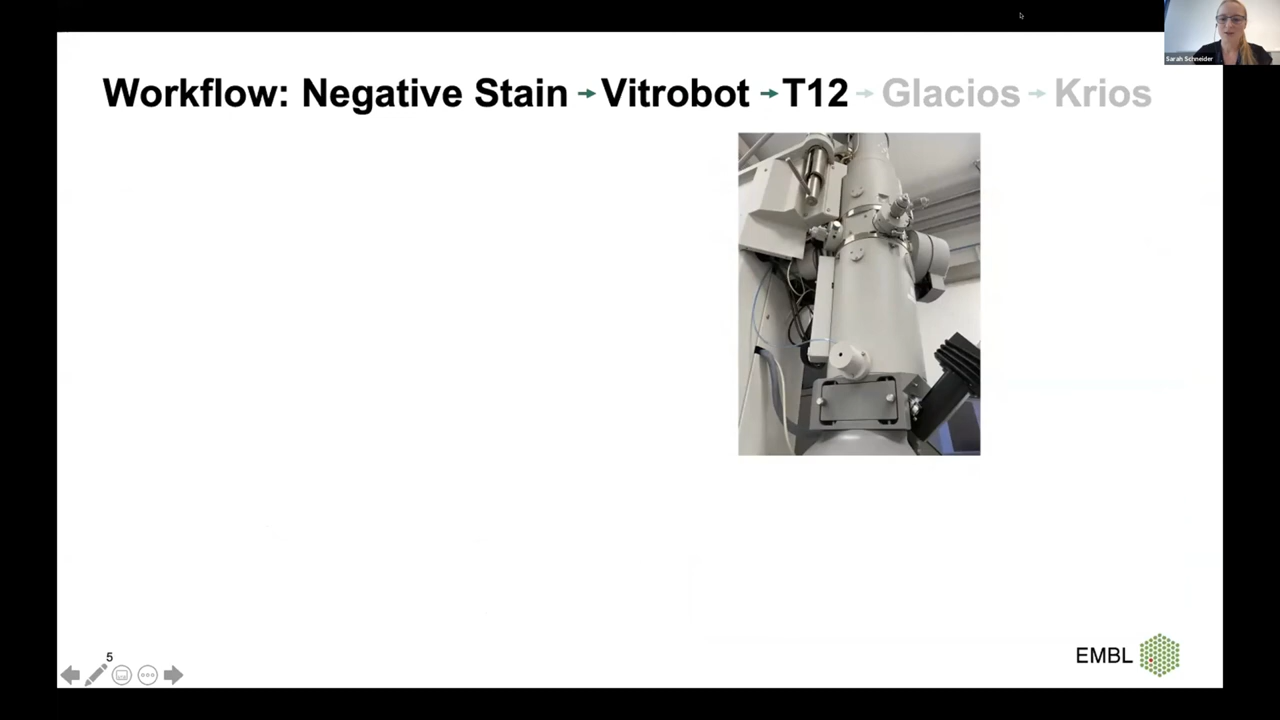 Sarah Schneider
Workflow: Negative Stain → Vitrobot → T12 → Glacios → Krios
5
EMBL